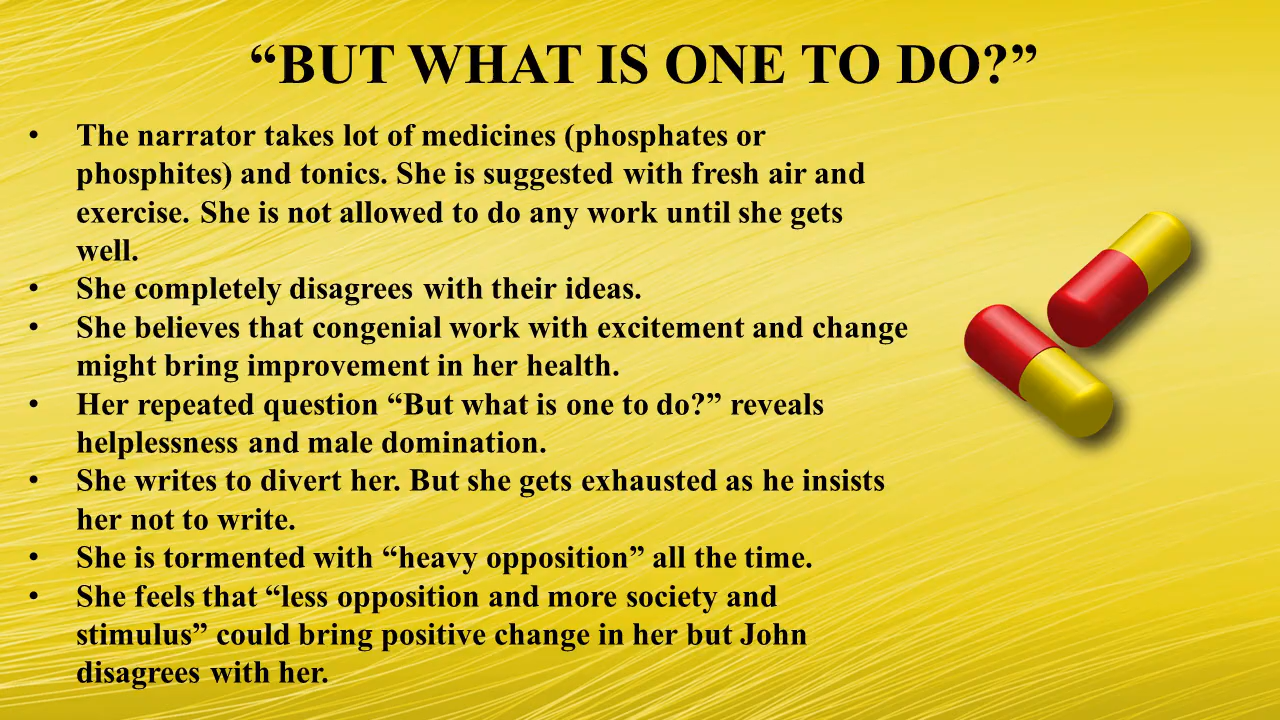 “BUT WHAT IS ONE TO DO?”
• The narrator takes lot of medicines (phosphates or
phosphites) and tonics. She is suggested with fresh air and
exercise. She is not allowed to do any work until she gets
well.
• She completely disagrees with their ideas.
• She believes that congenial work with excitement and change
might bring improvement in her health.
• Her repeated question “But what is one to do?” reveals
helplessness and male domination.
• She writes to divert her. But she gets exhausted as he insists
her not to write.
• She is tormented with “heavy opposition” all the time.
• She feels that “less opposition and more society and
stimulus” could bring positive change in her but John
disagrees with her.